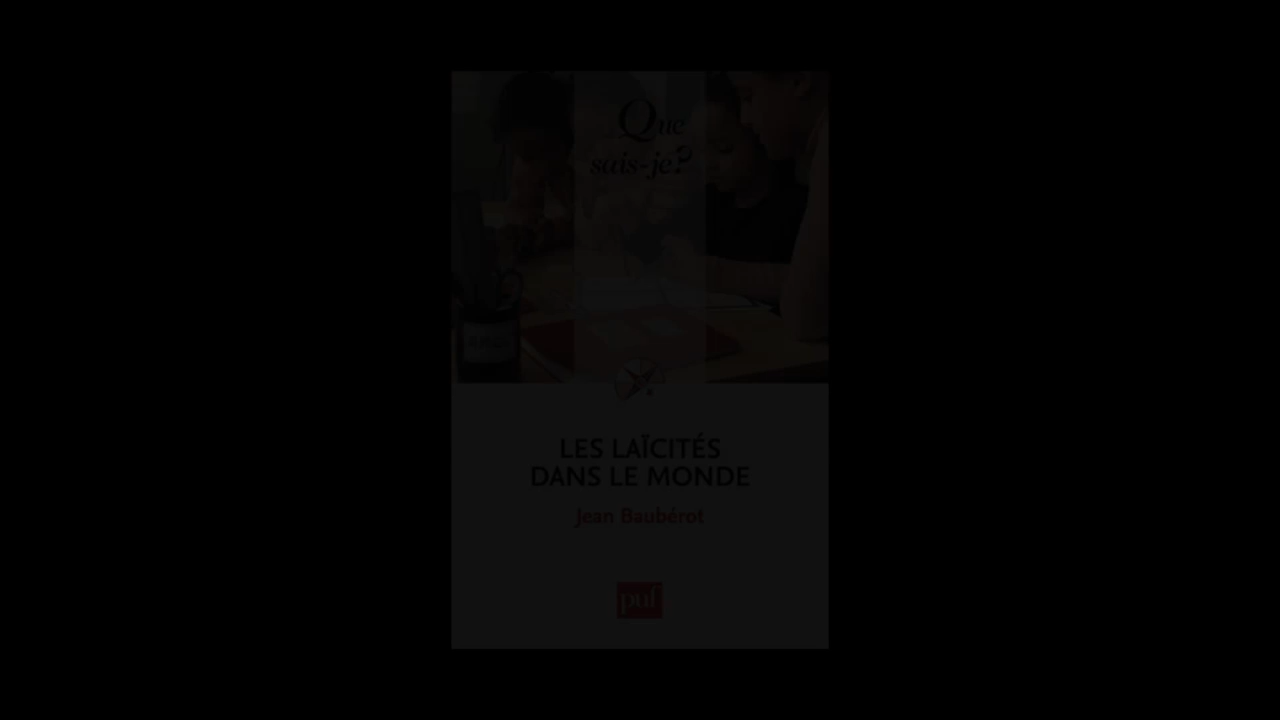 Que
sais-je?
LES LAÏCITÉS
DANS LE MONDE
Jean Baubérot
puf